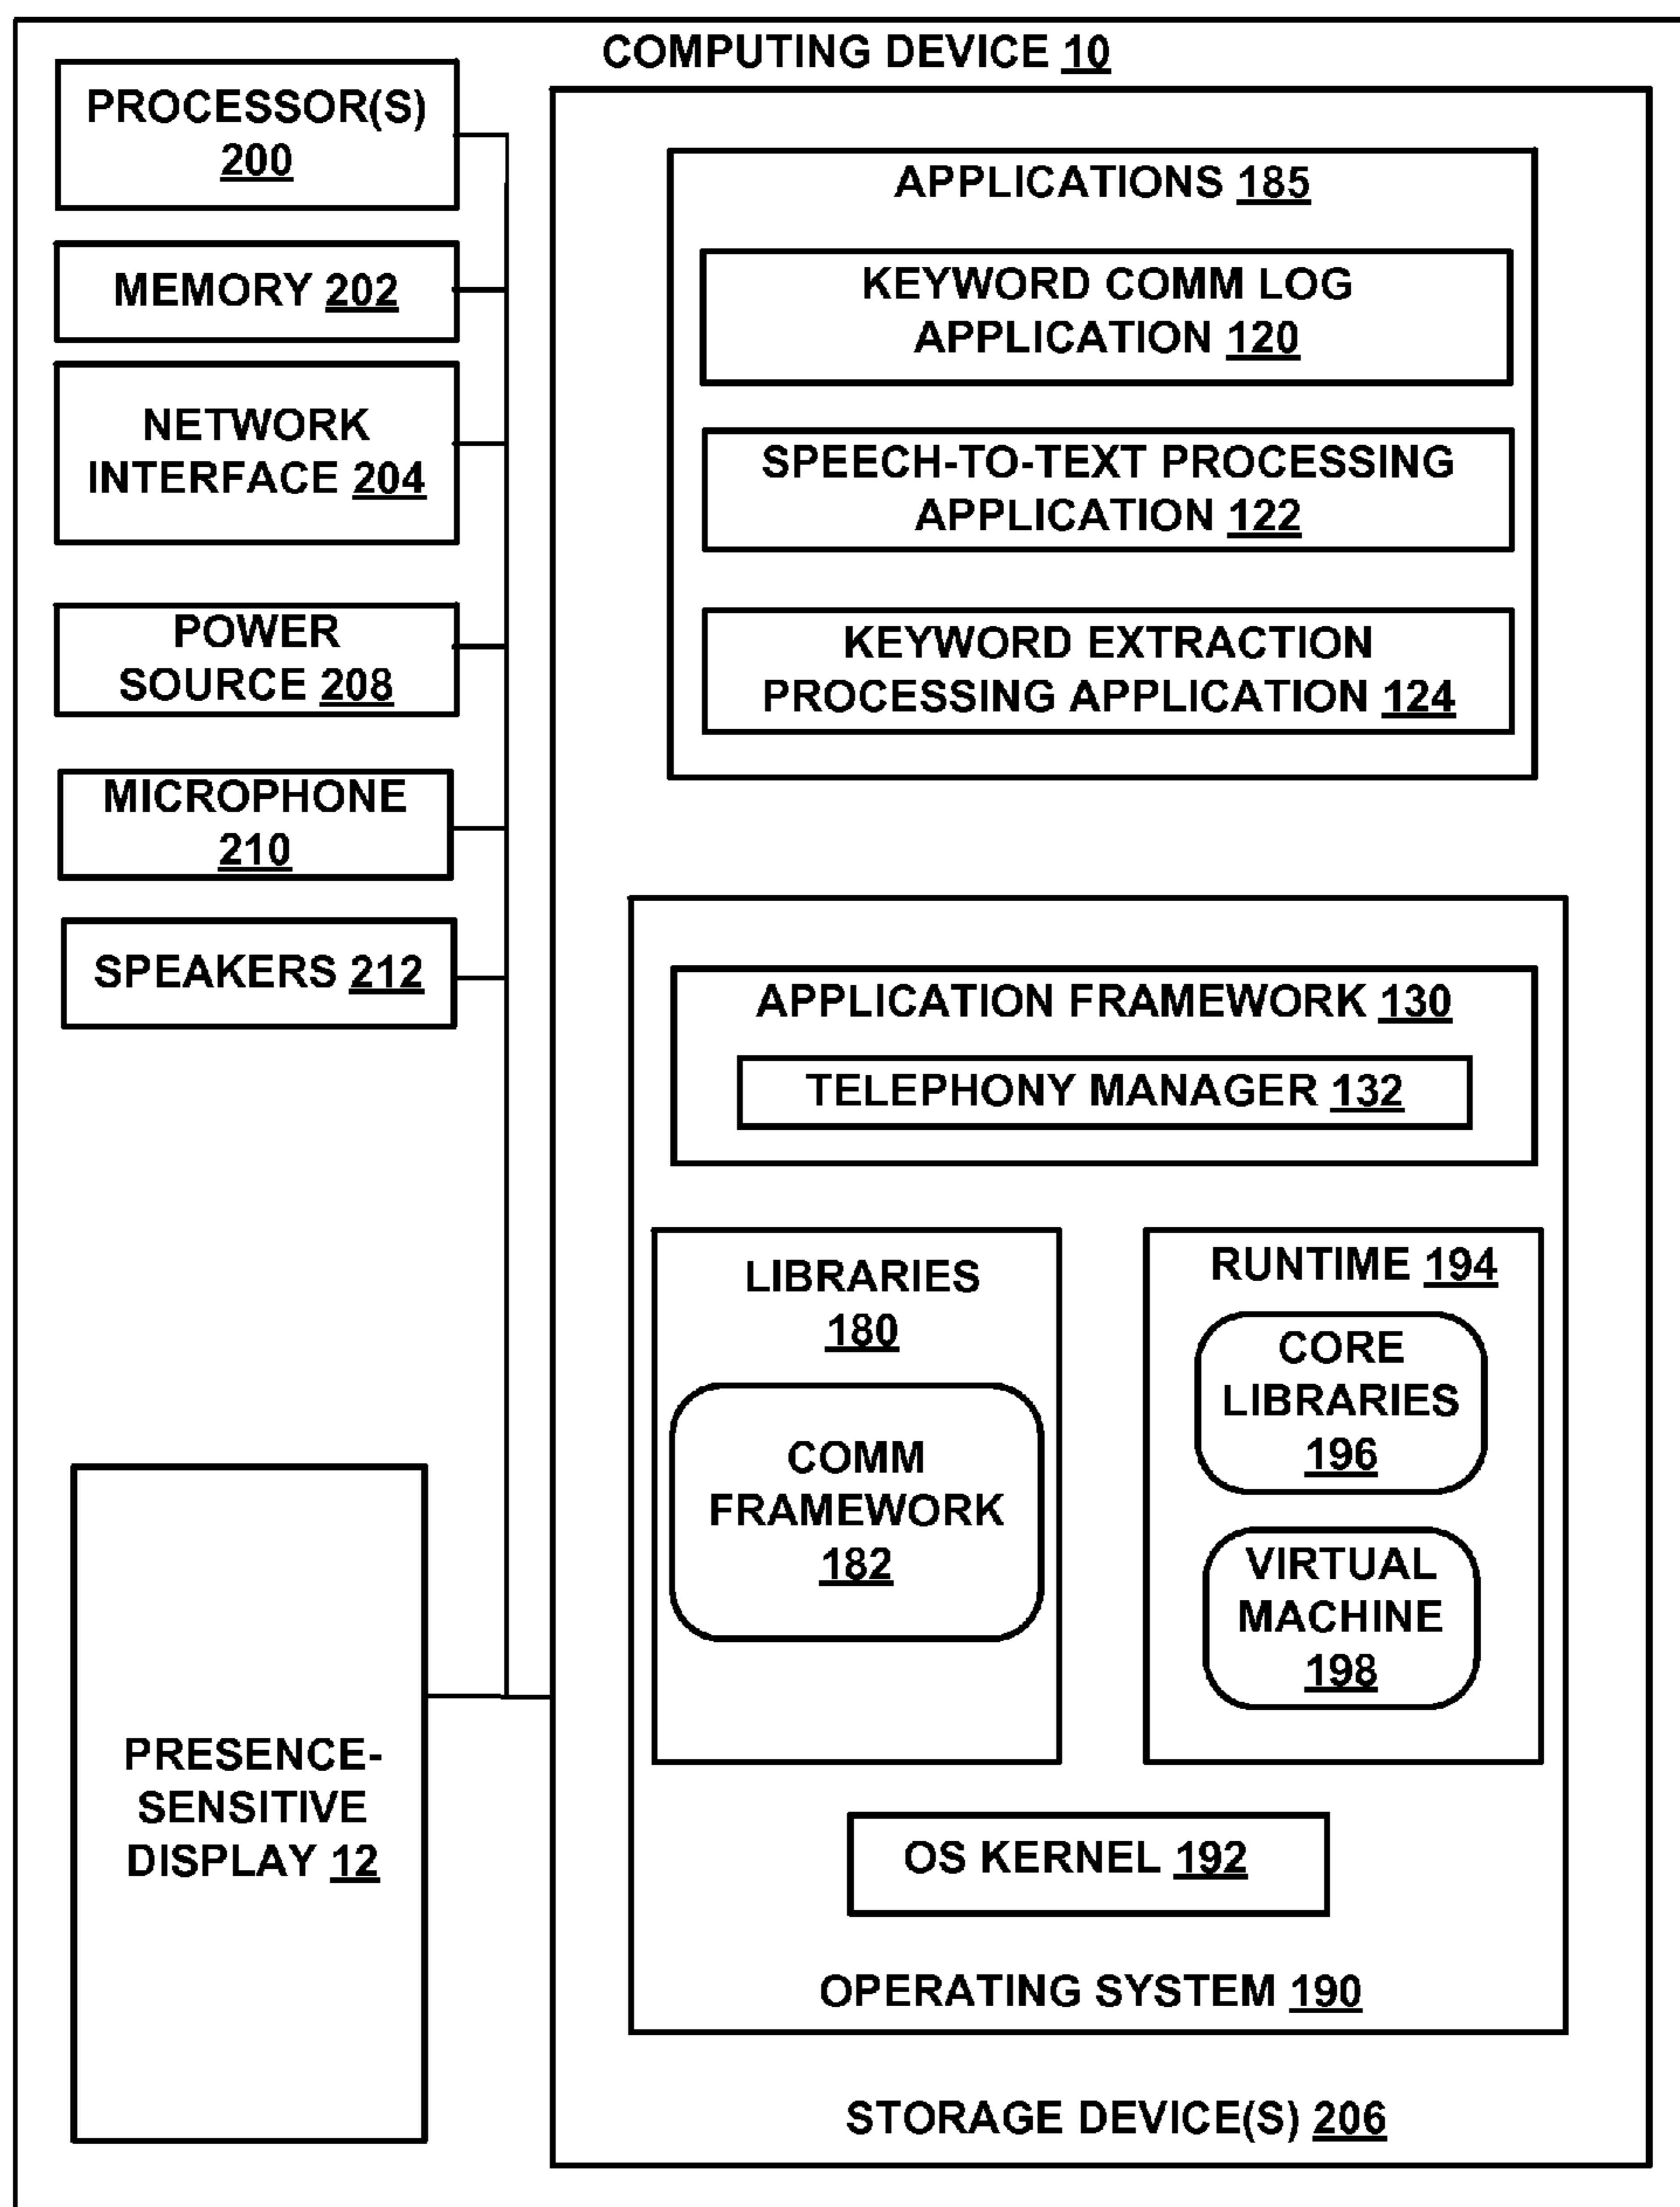 COMPUTING DEVICE 10
PROCESSOR(S)
200
MEMORY 202
NETWORK
INTERFACE 204
POWER
SOURCE 208
MICROPHONE
210
SPEAKERS 212
PRESENCE-
SENSITIVE
DISPLAY 12
APPLICATIONS 185
KEYWORD COMM LOG
APPLICATION 120
SPEECH-TO-TEXT PROCESSING
APPLICATION 122
KEYWORD EXTRACTION
PROCESSING APPLICATION 124
APPLICATION FRAMEWORK 130
TELEPHONY MANAGER 132
LIBRARIES
180
COMM
FRAMEWORK
182
RUNTIME 194
CORE
LIBRARIES
196
VIRTUAL
MACHINE
198
OS KERNEL 192
OPERATING SYSTEM 190
STORAGE DEVICE(S) 206